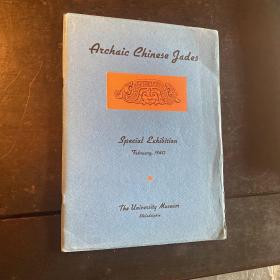 Archaic Chinese Jades
Special Exhibition
February, 1940
The University Museum
Philadelphia